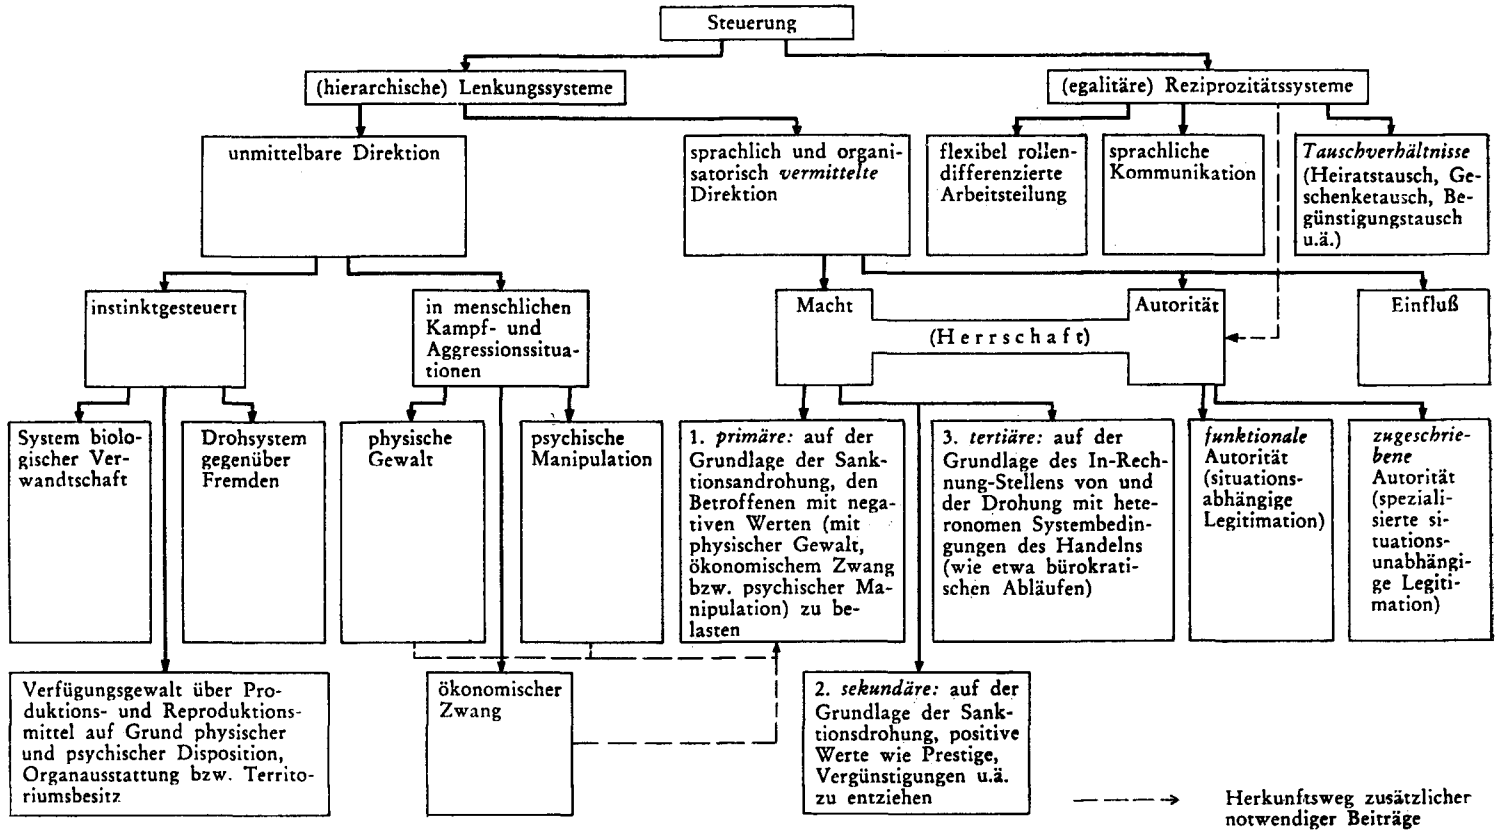 Steuerung
(hierarchische) Lenkungssysteme
(egalitäre) Reziprozitätssysteme
unmittelbare Direktion
sprachlich und organi-
satorisch vermittelte
Direktion
flexibel rollen-
differenzierte
Arbeitsteilung
sprachliche
Kommunikation
Tauschverhältnisse
(Heiratstausch, Ge-
schenketausch, Be-
günstigungstausch
u.ä.)
instinktgesteuert
in menschlichen
Kampf- und
Aggressionssitua-
tionen
Macht
(Herrschaft)
Autorität
Einfluß
System biolo-
gischer Ver-
wandtschaft
Drohsystem
gegenüber
Fremden
physische
Gewalt
psychische
Manipulation
1. primäre: auf der
Grundlage der Sank-
tionsandrohung, den
Betroffenen mit nega-
tiven Werten (mit
physischer Gewalt,
ökonomischem Zwang
bzw. psychischer Ma-
nipulation) zu be-
lasten
3. tertiäre: auf der
Grundlage des In-Rech-
nung-Stellens von und
der Drohung mit hete-
ronomen Systembedin-
gungen des Handelns
(wie etwa bürokrati-
schen Abläufen)
funktionale
Autorität
(situations-
abhängige
Legitimation)
zugeschrie-
bene
Autorität
(speziali-
sierte si-
tuations-
unabhängi-
ge Legiti-
mation)
Verfügungsgewalt über Pro-
duktions- und Reproduktions-
mittel auf Grund physischer
und psychischer Disposition,
Organausstattung bzw. Territo-
riumsbesitz
ökonomischer
Zwang
2. sekundäre: auf der
Grundlage der Sank-
tionsdrohung, positive
Werte wie Prestige,
Vergünstigungen u.ä.
zu entziehen
Herkunftsweg zusätzlicher
notwendiger Beiträge